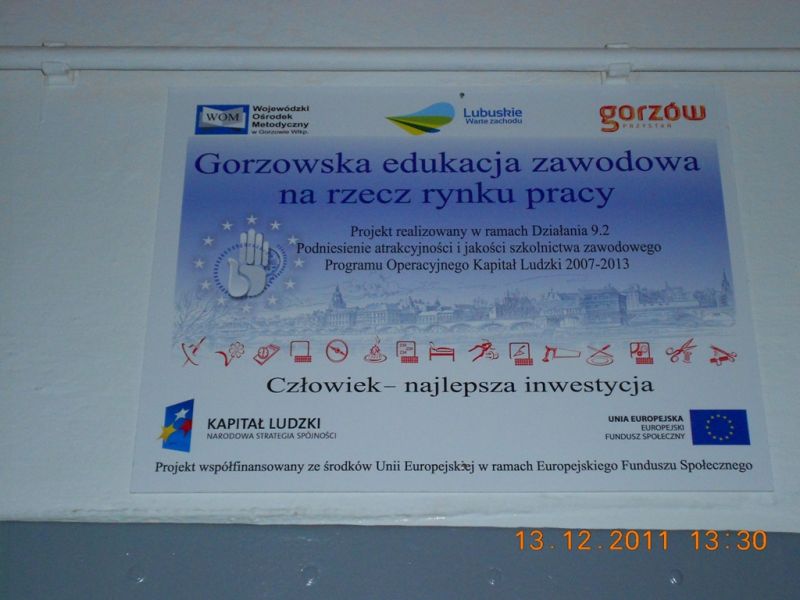 WOM
Wojewódzki
Ośrodek
Metodyczny
w Gorzowie Wlkp.
Lubuskie
Warte zachodu
gorzów
PRZYSTAŃ
Gorzowska edukacja zawodowa
na rzecz rynku pracy
Projekt realizowany w ramach Działania 9.2
Podniesienie atrakcyjności i jakości szkolnictwa zawodowego
Programu Operacyjnego Kapitał Ludzki 2007-2013
Człowiek – najlepsza inwestycja
KAPITAŁ LUDZKI
NARODOWA STRATEGIA SPÓJNOŚCI
UNIA EUROPEJSKA
EUROPEJSKI
FUNDUSZ SPOŁECZNY
Projekt współfinansowany ze środków Unii Europejskiej w ramach Europejskiego Funduszu Społecznego
13.12.2011 13:30